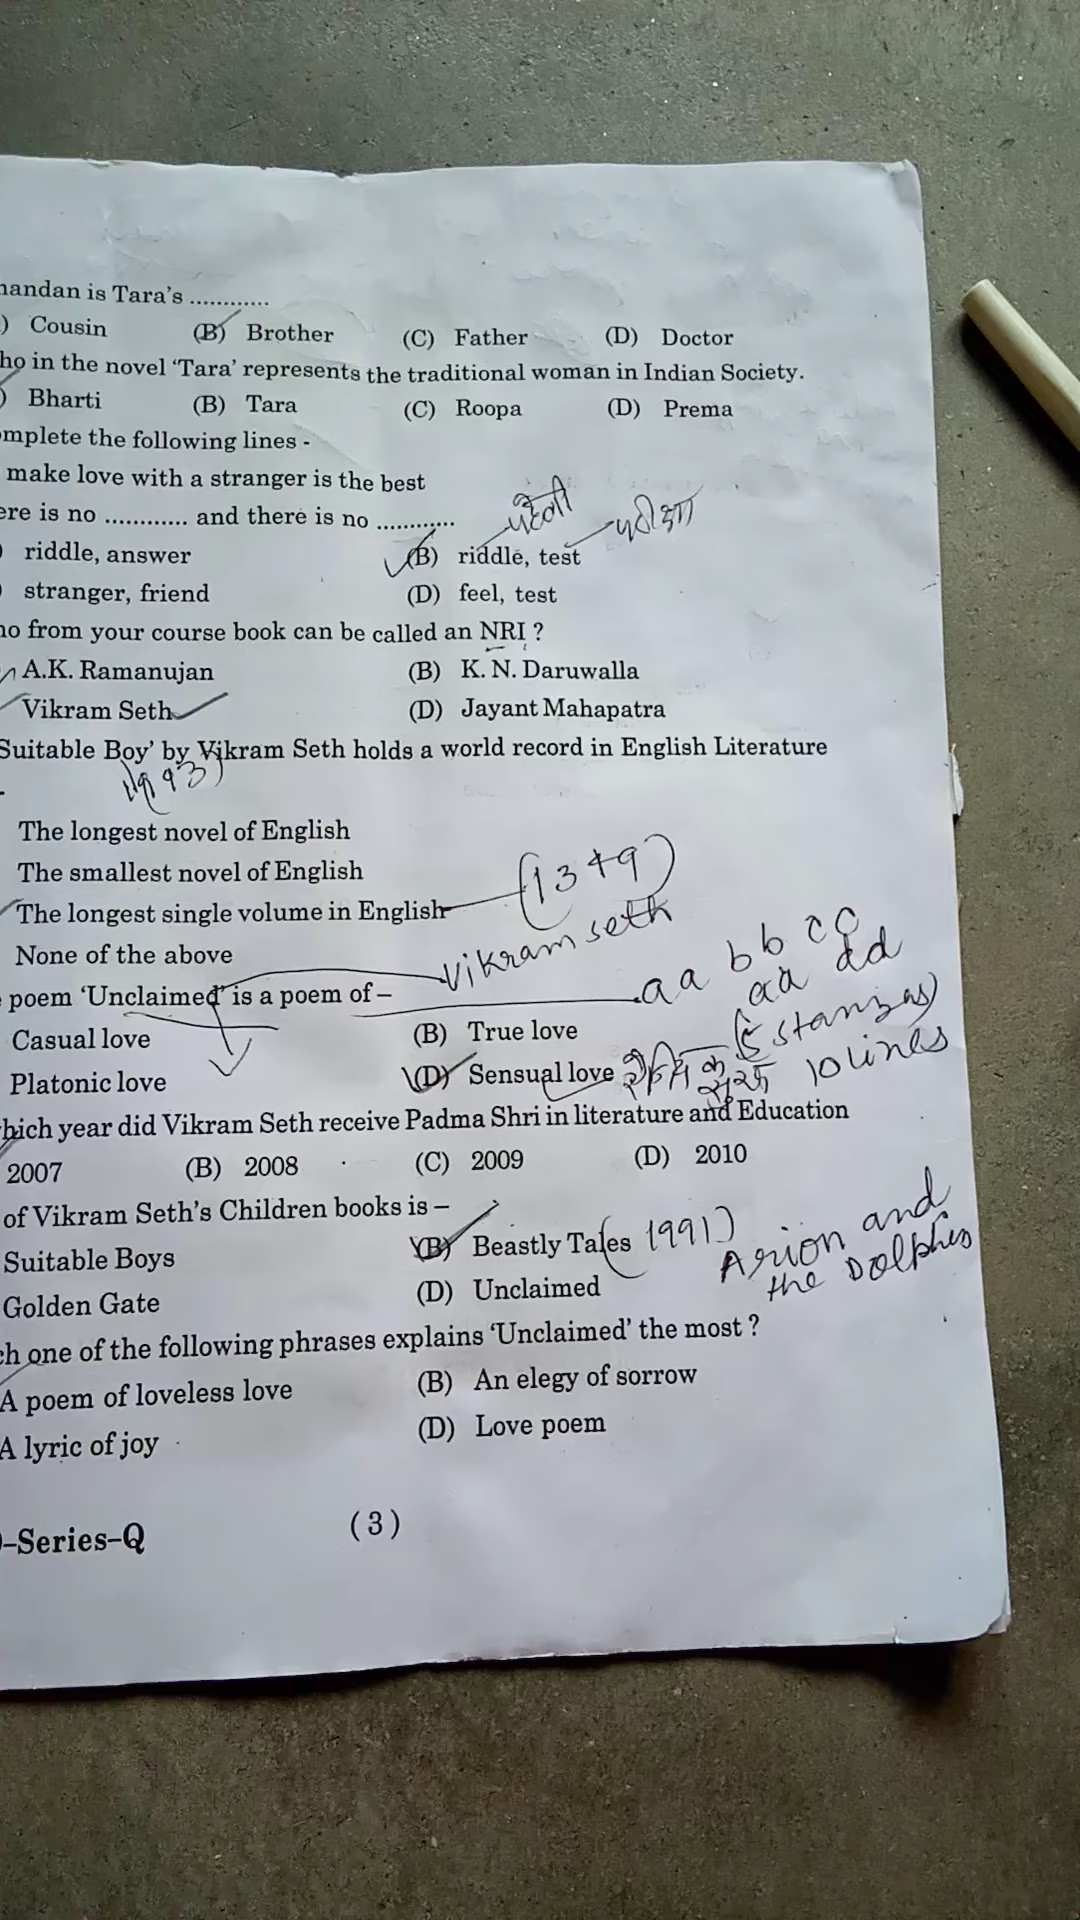 handan is Tara's ............
) Cousin (B) Brother (C) Father (D) Doctor
ho in the novel 'Tara' represents the traditional woman in Indian Society.
) Bharti (B) Tara (C) Roopa (D) Prema
omplete the following lines -
make love with a stranger is the best
ere is no ............ and there is no ............
पहेली परीक्षा
riddle, answer (B) riddle, test
stranger, friend (D) feel, test
ho from your course book can be called an NRI ?
A.K. Ramanujan (B) K. N. Daruwalla
Vikram Seth (D) Jayant Mahapatra
Suitable Boy' by Vikram Seth holds a world record in English Literature
1993)
The longest novel of English
The smallest novel of English
The longest single volume in English (1349)
None of the above Vikram seth
poem 'Unclaimed' is a poem of – aa bb cc
aa dd
Casual love (B) True love (5 stanzas)
Platonic love (D) Sensual love 10 lines
hich year did Vikram Seth receive Padma Shri in literature and Education
2007 (B) 2008 (C) 2009 (D) 2010
of Vikram Seth's Children books is –
Suitable Boys (B) Beastly Tales (1991) Arion and
the Dolphin
Golden Gate (D) Unclaimed
ch one of the following phrases explains 'Unclaimed' the most ?
A poem of loveless love (B) An elegy of sorrow
A lyric of joy (D) Love poem
-Series-Q (3)